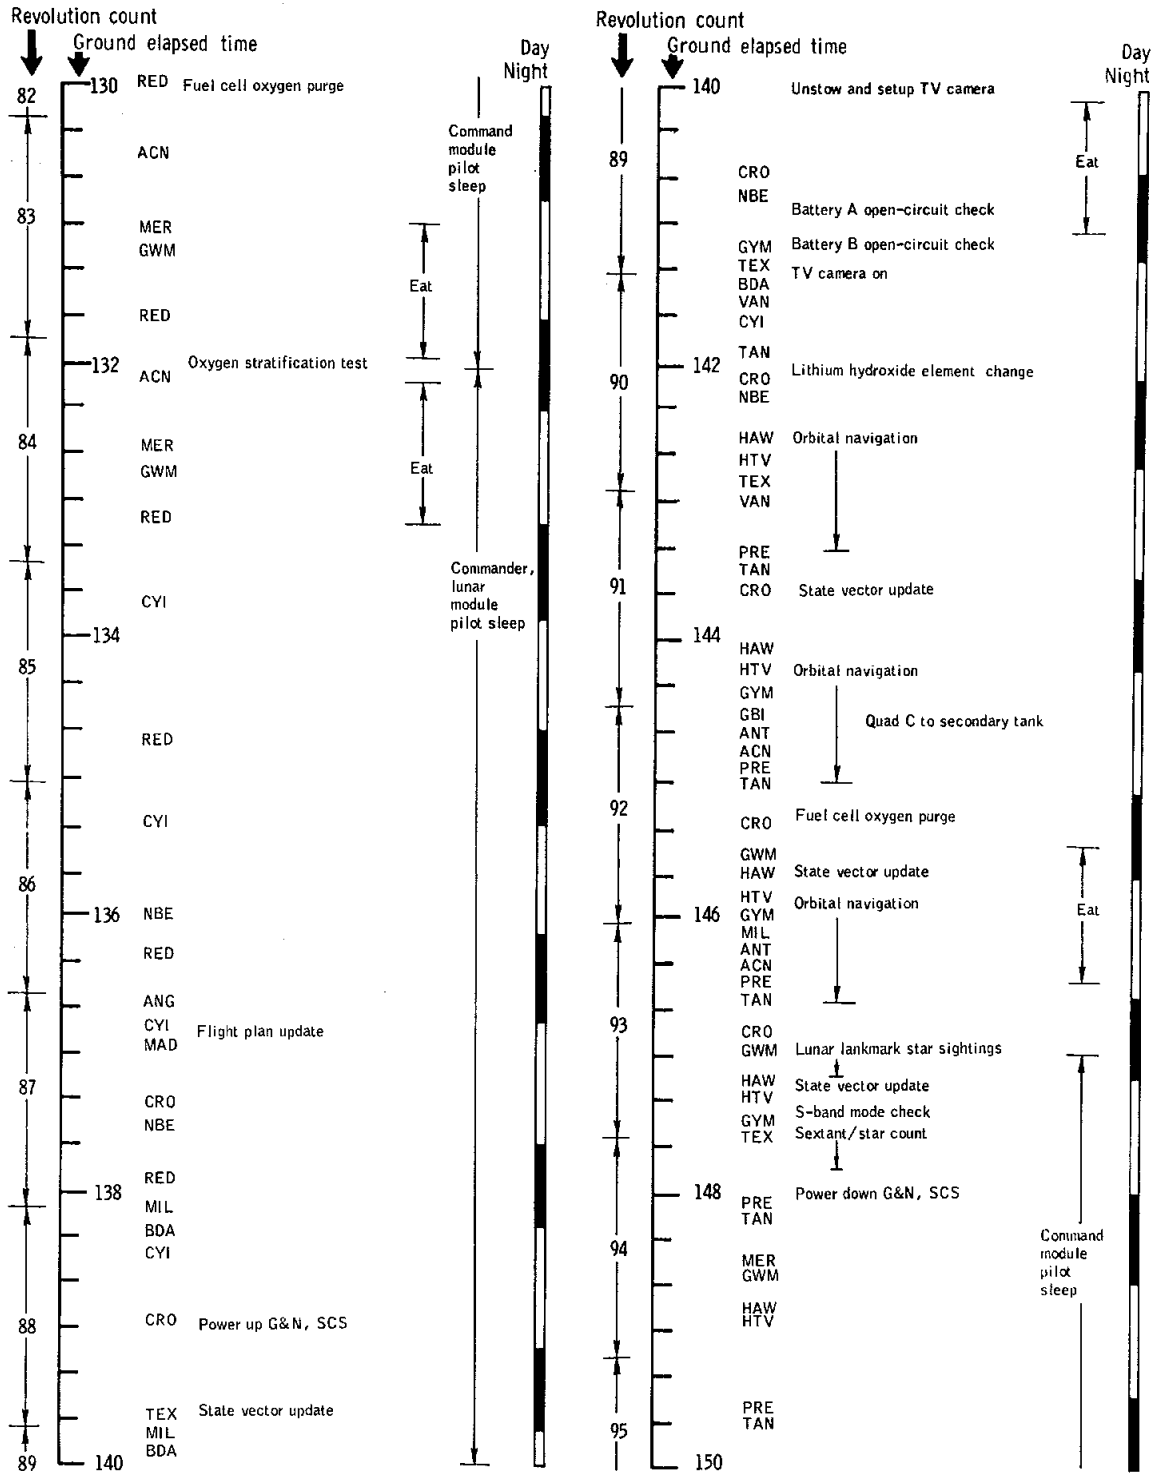 Revolution count
Ground elapsed time
Day
Night
130 RED Fuel cell oxygen purge
82
ACN
Command
module
pilot
sleep
83
MER
GWM
Eat
RED
132 Oxygen stratification test
ACN
84
MER
GWM
Eat
RED
Commander,
lunar
module
pilot sleep
CYI
134
85
RED
CYI
86
136 NBE
RED
ANG
CYI Flight plan update
MAD
87
CRO
NBE
RED
138
MIL
BDA
CYI
88
CRO Power up G&N, SCS
TEX State vector update
MIL
BDA
89
140
Revolution count
Ground elapsed time
Day
Night
140 Unstow and setup TV camera
89
Eat
CRO
NBE
Battery A open-circuit check
GYM Battery B open-circuit check
TEX TV camera on
BDA
VAN
CYI
TAN
142 Lithium hydroxide element change
CRO
90
NBE
HAW Orbital navigation
HTV
TEX
VAN
PRE
TAN
91
CRO State vector update
144
HAW
HTV Orbital navigation
GYM
GBI Quad C to secondary tank
ANT
ACN
PRE
TAN
92
CRO Fuel cell oxygen purge
GWM
HAW State vector update
HTV Orbital navigation
146 GYM
Eat
MIL
ANT
ACN
PRE
TAN
93
CRO
GWM Lunar lankmark star sightings
HAW State vector update
HTV
GYM S-band mode check
TEX Sextant/star count
148 Power down G&N, SCS
PRE
TAN
94
Command
module
pilot
sleep
MER
GWM
HAW
HTV
PRE
TAN
95
150